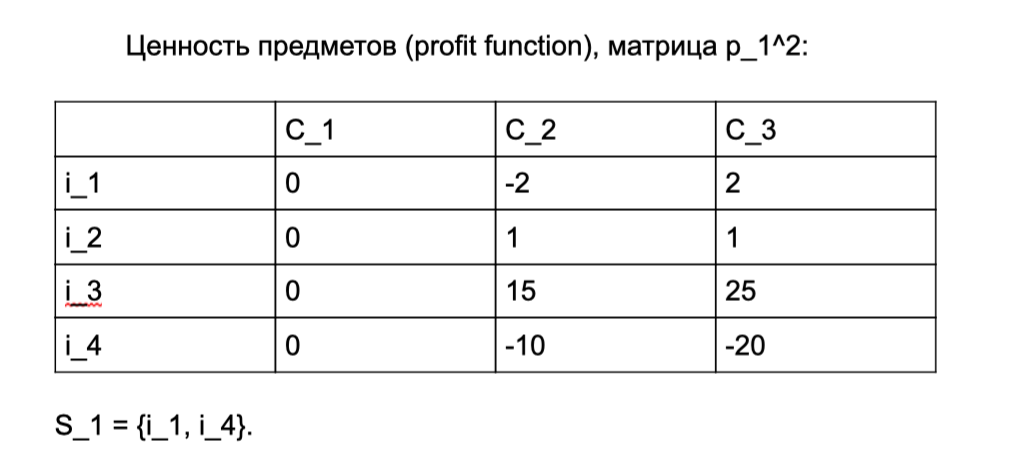 Ценность предметов (profit function), матрица p_1^2:
C_1 C_2 C_3
i_1 0 -2 2
i_2 0 1 1
i_3 0 15 25
i_4 0 -10 -20
S_1 = {i_1, i_4}.